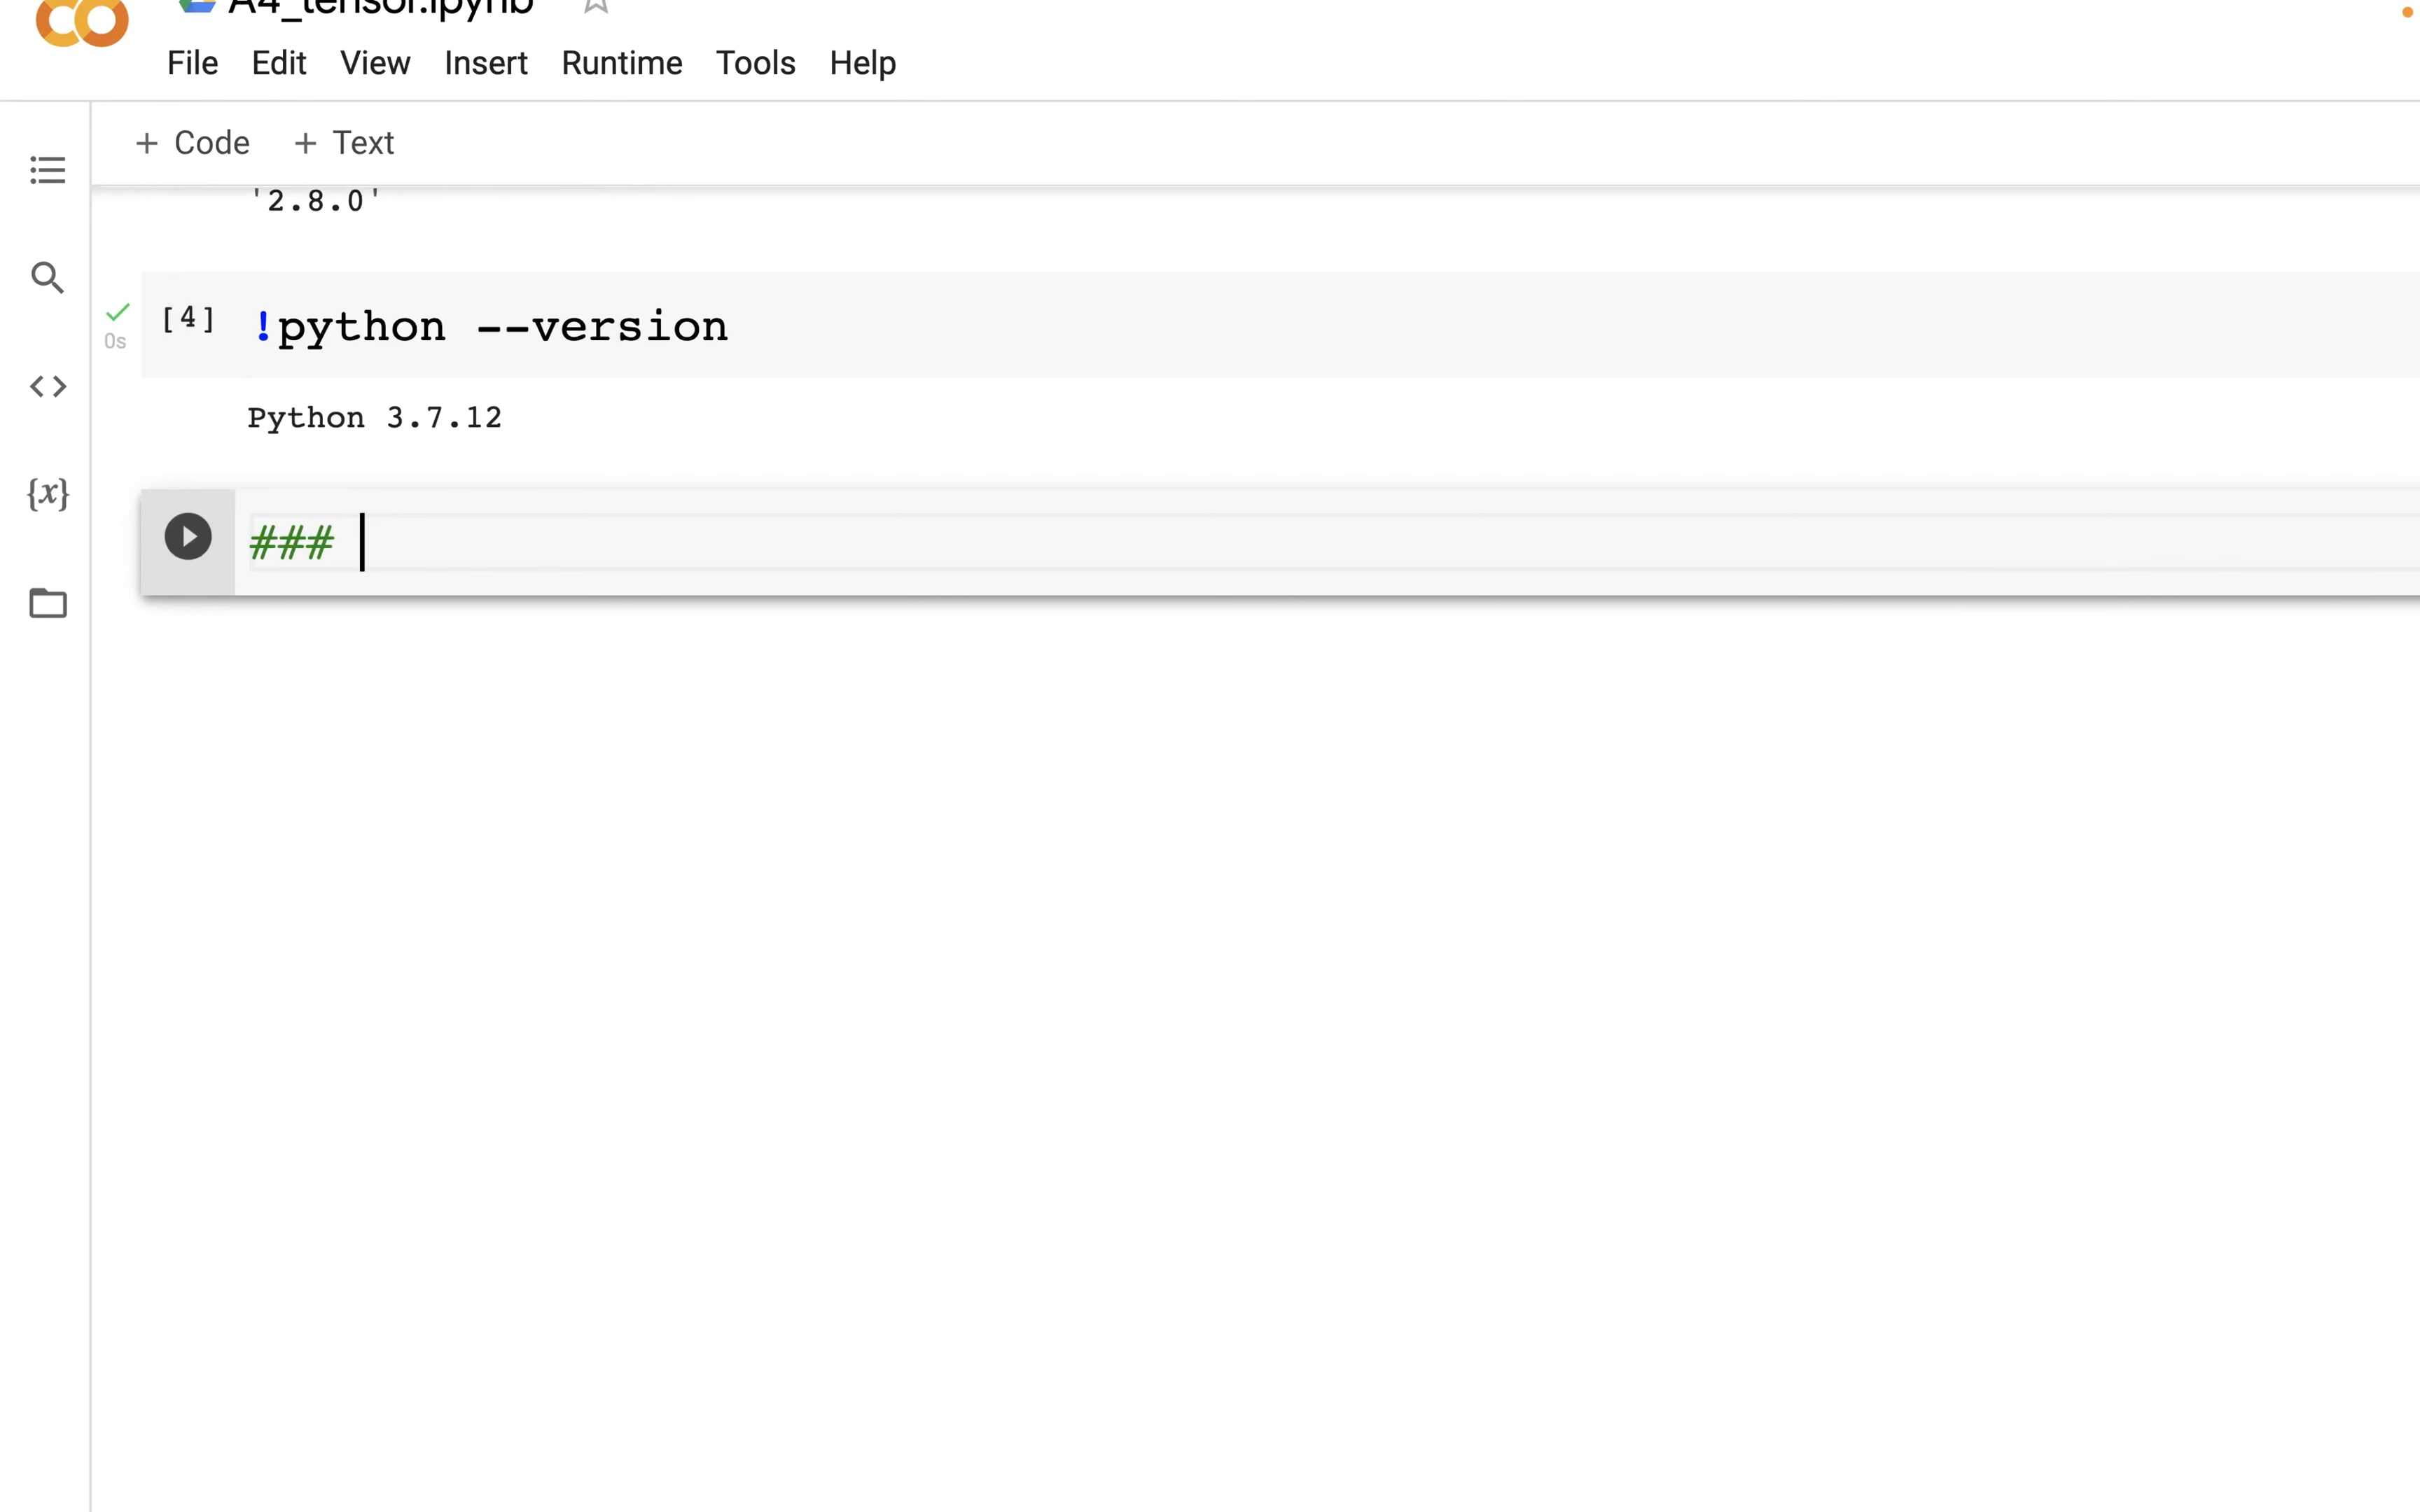 A4_tensor.ipynb
File Edit View Insert Runtime Tools Help
+ Code + Text
'2.8.0'
[4] !python --version
0s
Python 3.7.12
{x}
###